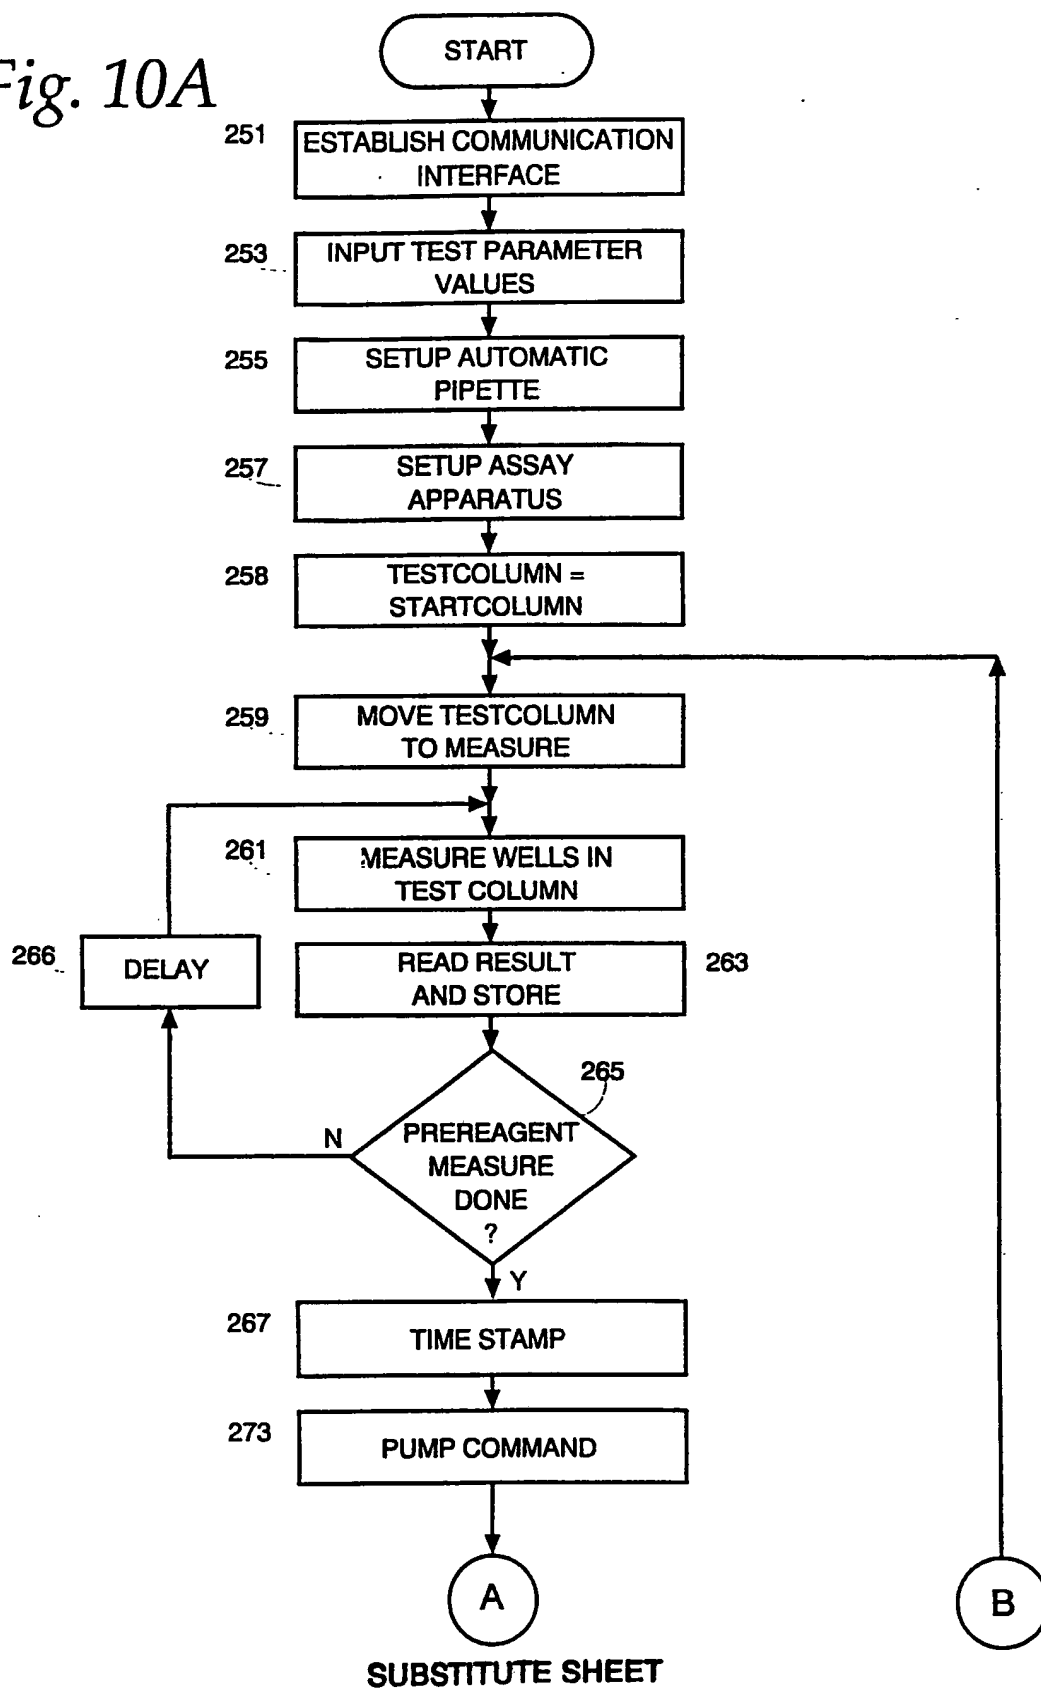 Fig. 10A
START
251
ESTABLISH COMMUNICATION
INTERFACE
253
INPUT TEST PARAMETER
VALUES
255
SETUP AUTOMATIC
PIPETTE
257
SETUP ASSAY
APPARATUS
258
TESTCOLUMN =
STARTCOLUMN
259
MOVE TESTCOLUMN
TO MEASURE
261
MEASURE WELLS IN
TEST COLUMN
266
DELAY
READ RESULT
AND STORE
263
265
N
PREREAGENT
MEASURE
DONE
?
Y
267
TIME STAMP
273
PUMP COMMAND
A
B
SUBSTITUTE SHEET